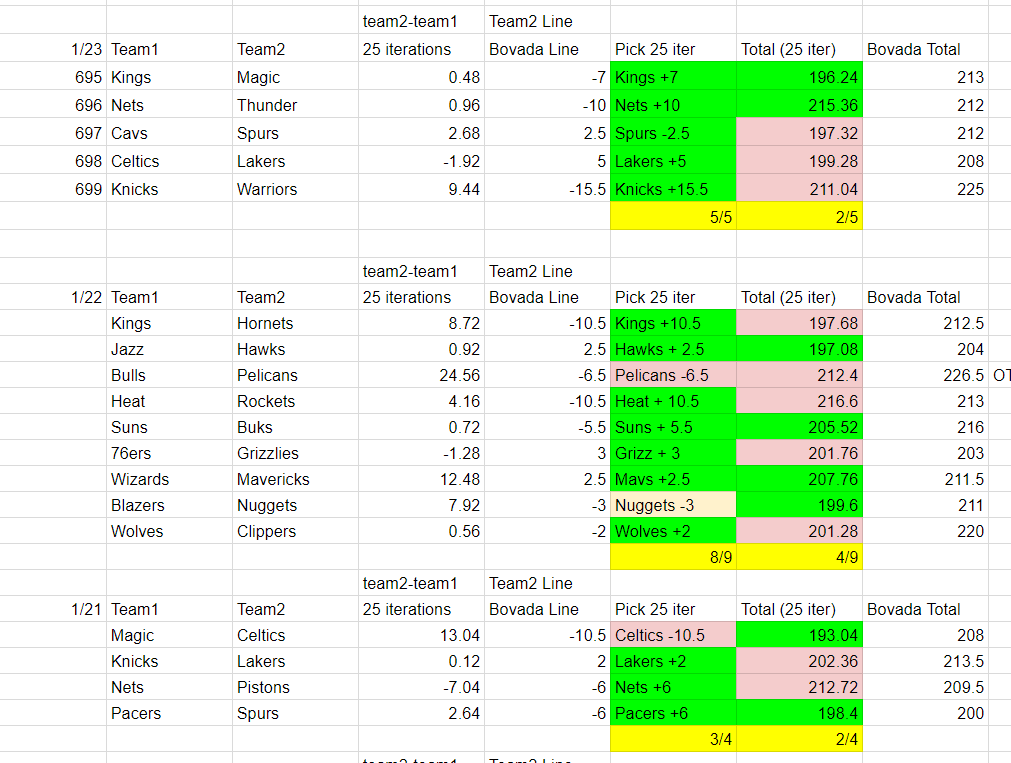 team2-team1 Team2 Line
1/23 Team1 Team2 25 iterations Bovada Line Pick 25 iter Total (25 iter) Bovada Total
695 Kings Magic 0.48 -7 Kings +7 196.24 213
696 Nets Thunder 0.96 -10 Nets +10 215.36 212
697 Cavs Spurs 2.68 2.5 Spurs -2.5 197.32 212
698 Celtics Lakers -1.92 5 Lakers +5 199.28 208
699 Knicks Warriors 9.44 -15.5 Knicks +15.5 211.04 225
5/5 2/5
team2-team1 Team2 Line
1/22 Team1 Team2 25 iterations Bovada Line Pick 25 iter Total (25 iter) Bovada Total
Kings Hornets 8.72 -10.5 Kings +10.5 197.68 212.5
Jazz Hawks 0.92 2.5 Hawks + 2.5 197.08 204
Bulls Pelicans 24.56 -6.5 Pelicans -6.5 212.4 226.5 OT
Heat Rockets 4.16 -10.5 Heat + 10.5 216.6 213
Suns Buks 0.72 -5.5 Suns + 5.5 205.52 216
76ers Grizzlies -1.28 3 Grizz + 3 201.76 203
Wizards Mavericks 12.48 2.5 Mavs +2.5 207.76 211.5
Blazers Nuggets 7.92 -3 Nuggets -3 199.6 211
Wolves Clippers 0.56 -2 Wolves +2 201.28 220
8/9 4/9
team2-team1 Team2 Line
1/21 Team1 Team2 25 iterations Bovada Line Pick 25 iter Total (25 iter) Bovada Total
Magic Celtics 13.04 -10.5 Celtics -10.5 193.04 208
Knicks Lakers 0.12 2 Lakers +2 202.36 213.5
Nets Pistons -7.04 -6 Nets +6 212.72 209.5
Pacers Spurs 2.64 -6 Pacers +6 198.4 200
3/4 2/4
team2-team1 Team2 Line